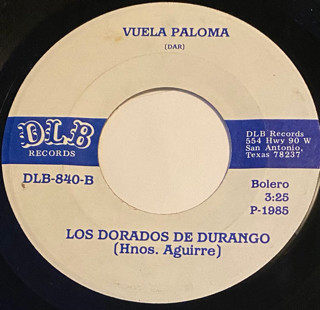 VUELA PALOMA
(DAR)
DLB
RECORDS
DLB Records
554 Hwy 90 W
San Antonio,
Texas 78237
DLB-840-B
Bolero
3:25
P-1985
LOS DORADOS DE DURANGO
(Hnos. Aguirre)